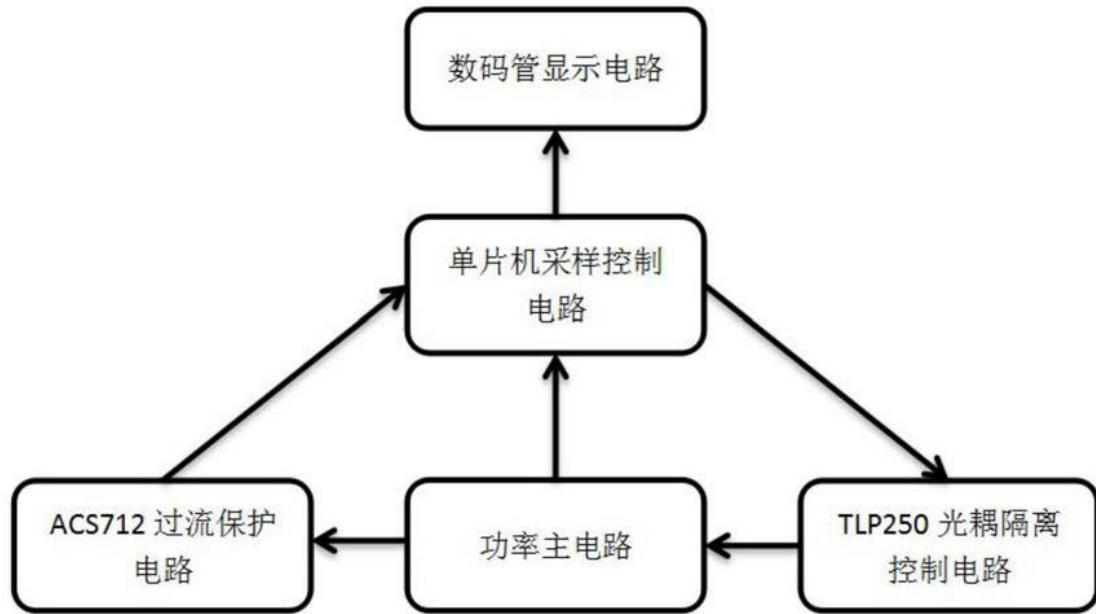 数码管显示电路
单片机采样控制
电路
ACS712 过流保护
电路
功率主电路
TLP250 光耦隔离
控制电路